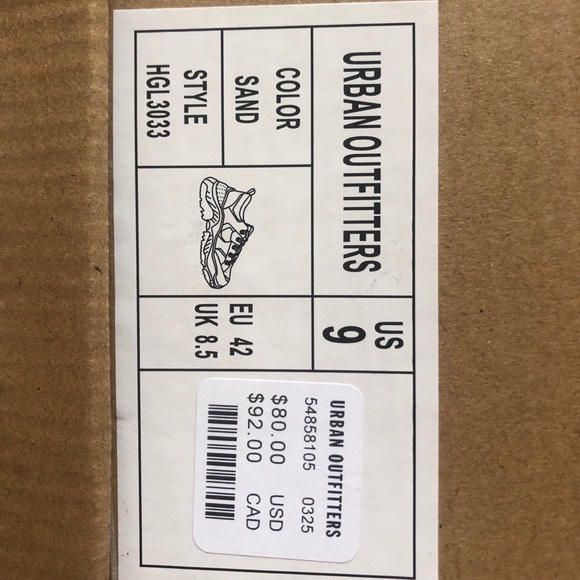 URBAN OUTFITTERS
US
9
COLOR
SAND
STYLE
HGL3033
EU 42
UK 8.5
URBAN OUTFITTERS
54858105 0325
$80.00 USD
$92.00 CAD